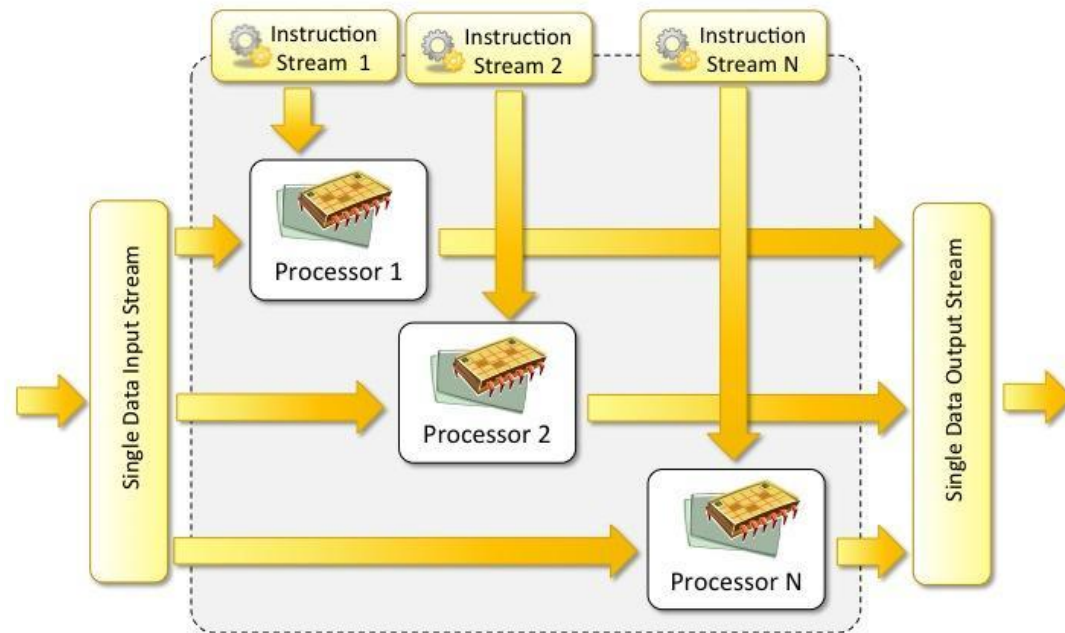 Instruction
Stream 1
Instruction
Stream 2
Instruction
Stream N
Single Data Input Stream
Processor 1
Processor 2
Processor N
Single Data Output Stream